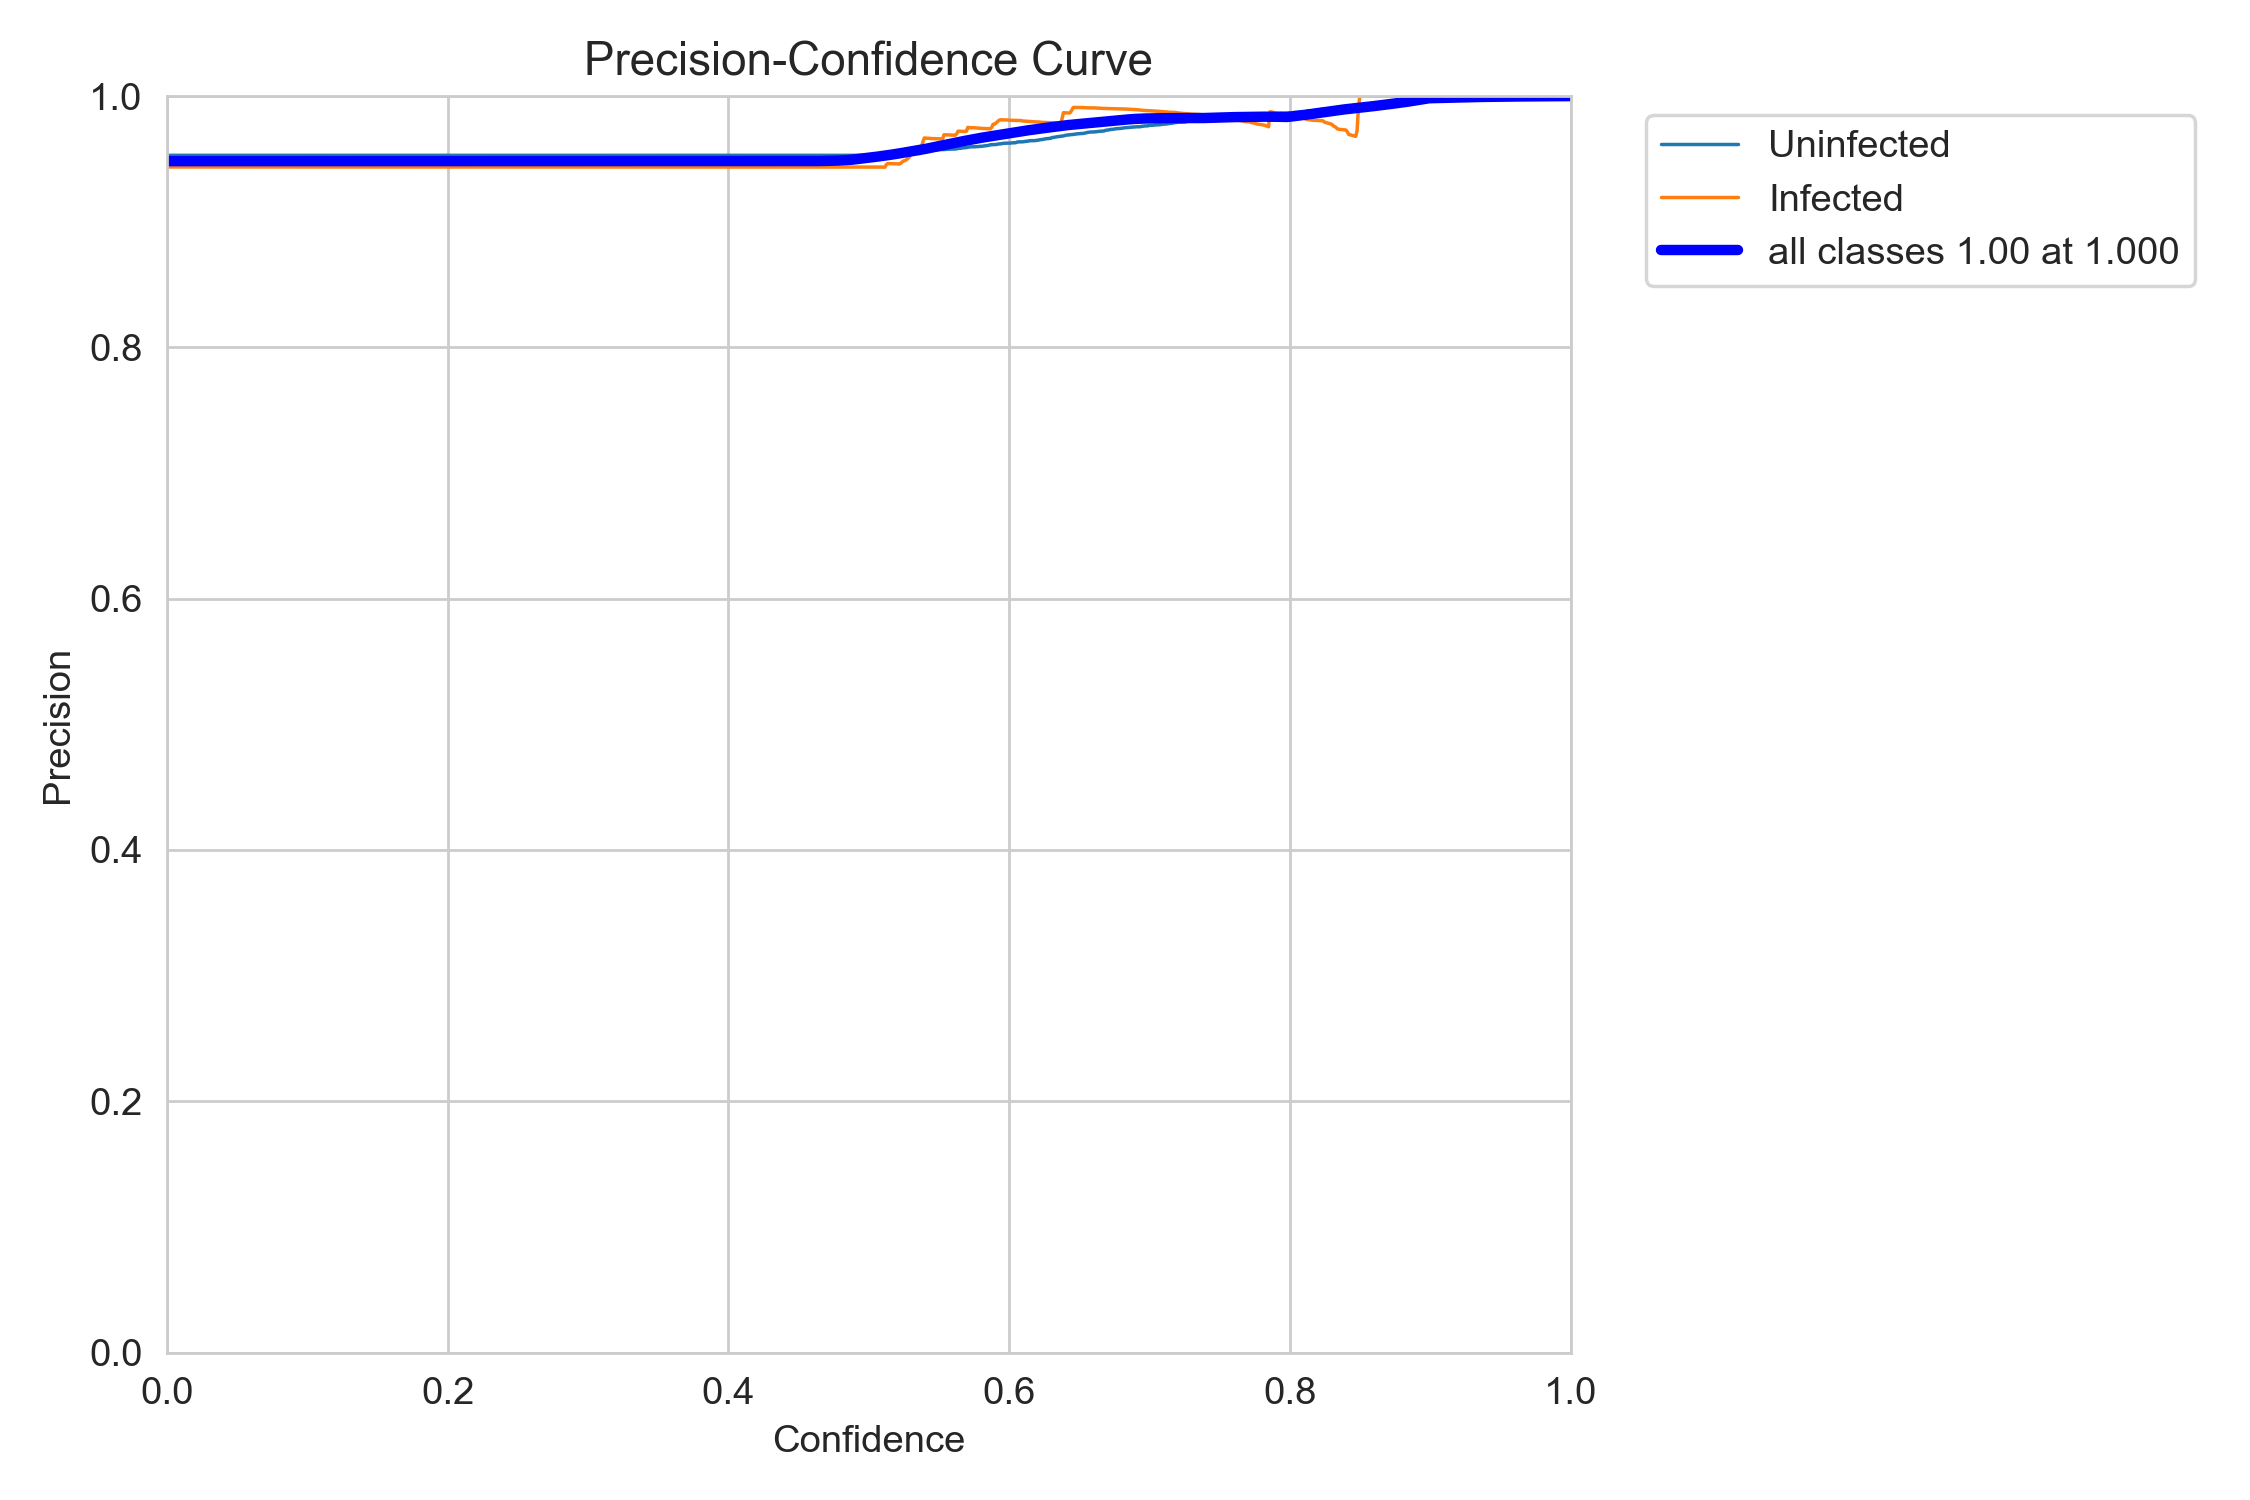 Precision-Confidence Curve
1.0
0.8
0.6
0.4
0.2
0.0
Precision
0.0 0.2 0.4 0.6 0.8 1.0
Confidence
Uninfected
Infected
all classes 1.00 at 1.000